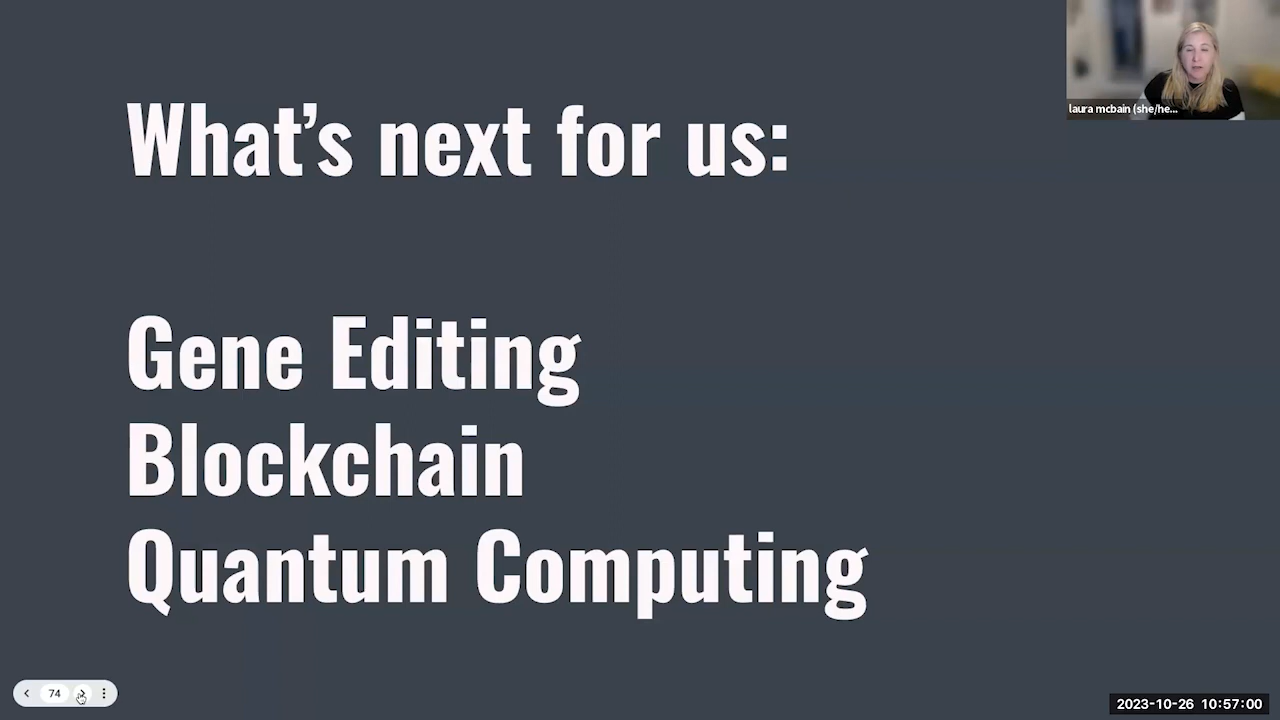 laura mcbain (she/he...
What’s next for us:
Gene Editing
Blockchain
Quantum Computing
74
2023-10-26 10:57:00